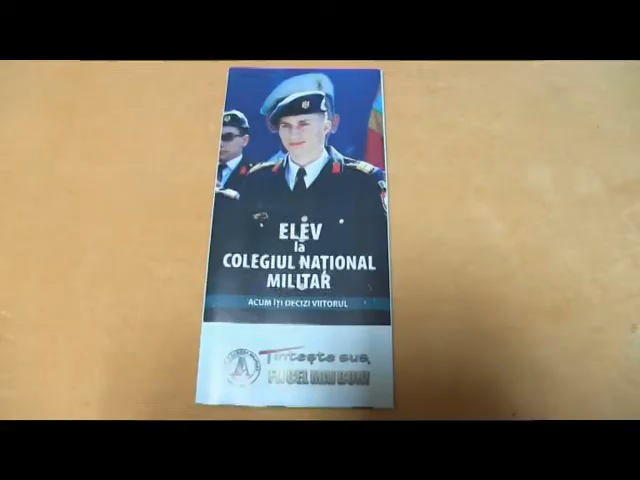 ELEV
la
COLEGIUL NAȚIONAL
MILITAR
ACUM ÎȚI DECIZI VIITORUL
Țintește sus,
FII CEL MAI BUN!